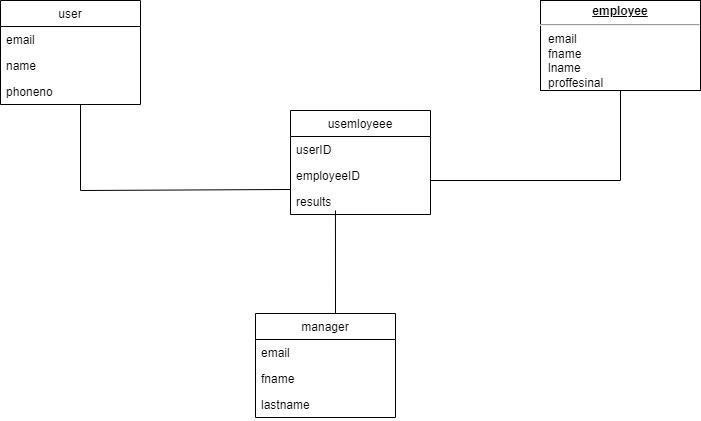 user
email
name
phoneno
employee
email
fname
lname
proffesinal
usemloyeee
userID
employeeID
results
manager
email
fname
lastname